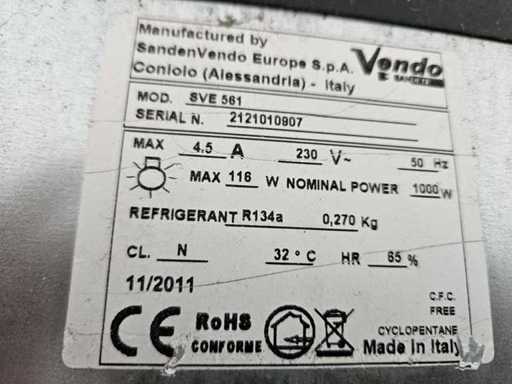 Manufactured by
SandenVendo Europe S.p.A.
Coniolo (Alessandria) - Italy
Vendo
SANDEN
MOD. SVE 561
SERIAL N. 2121010907
MAX 4.5 A 230 V~ 50 Hz
MAX 116 W NOMINAL POWER 1000 W
REFRIGERANT R134a 0,270 Kg
CL. N 32 ° C HR 65 %
11/2011
C.F.C.
FREE
CE RoHS
CONFORME
CYCLOPENTANE
Made in Italy